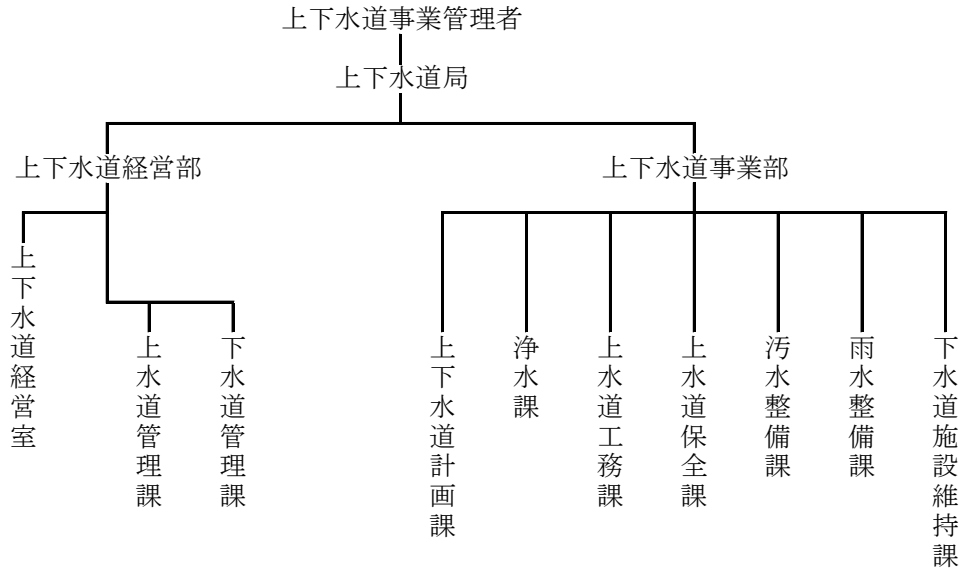 上下水道事業管理者
上下水道局
上下水道経営部
上下水道事業部
上下水道経営室
上水道管理課
下水道管理課
上下水道計画課
浄水課
上水道工務課
上水道保全課
汚水整備課
雨水整備課
下水道施設維持課